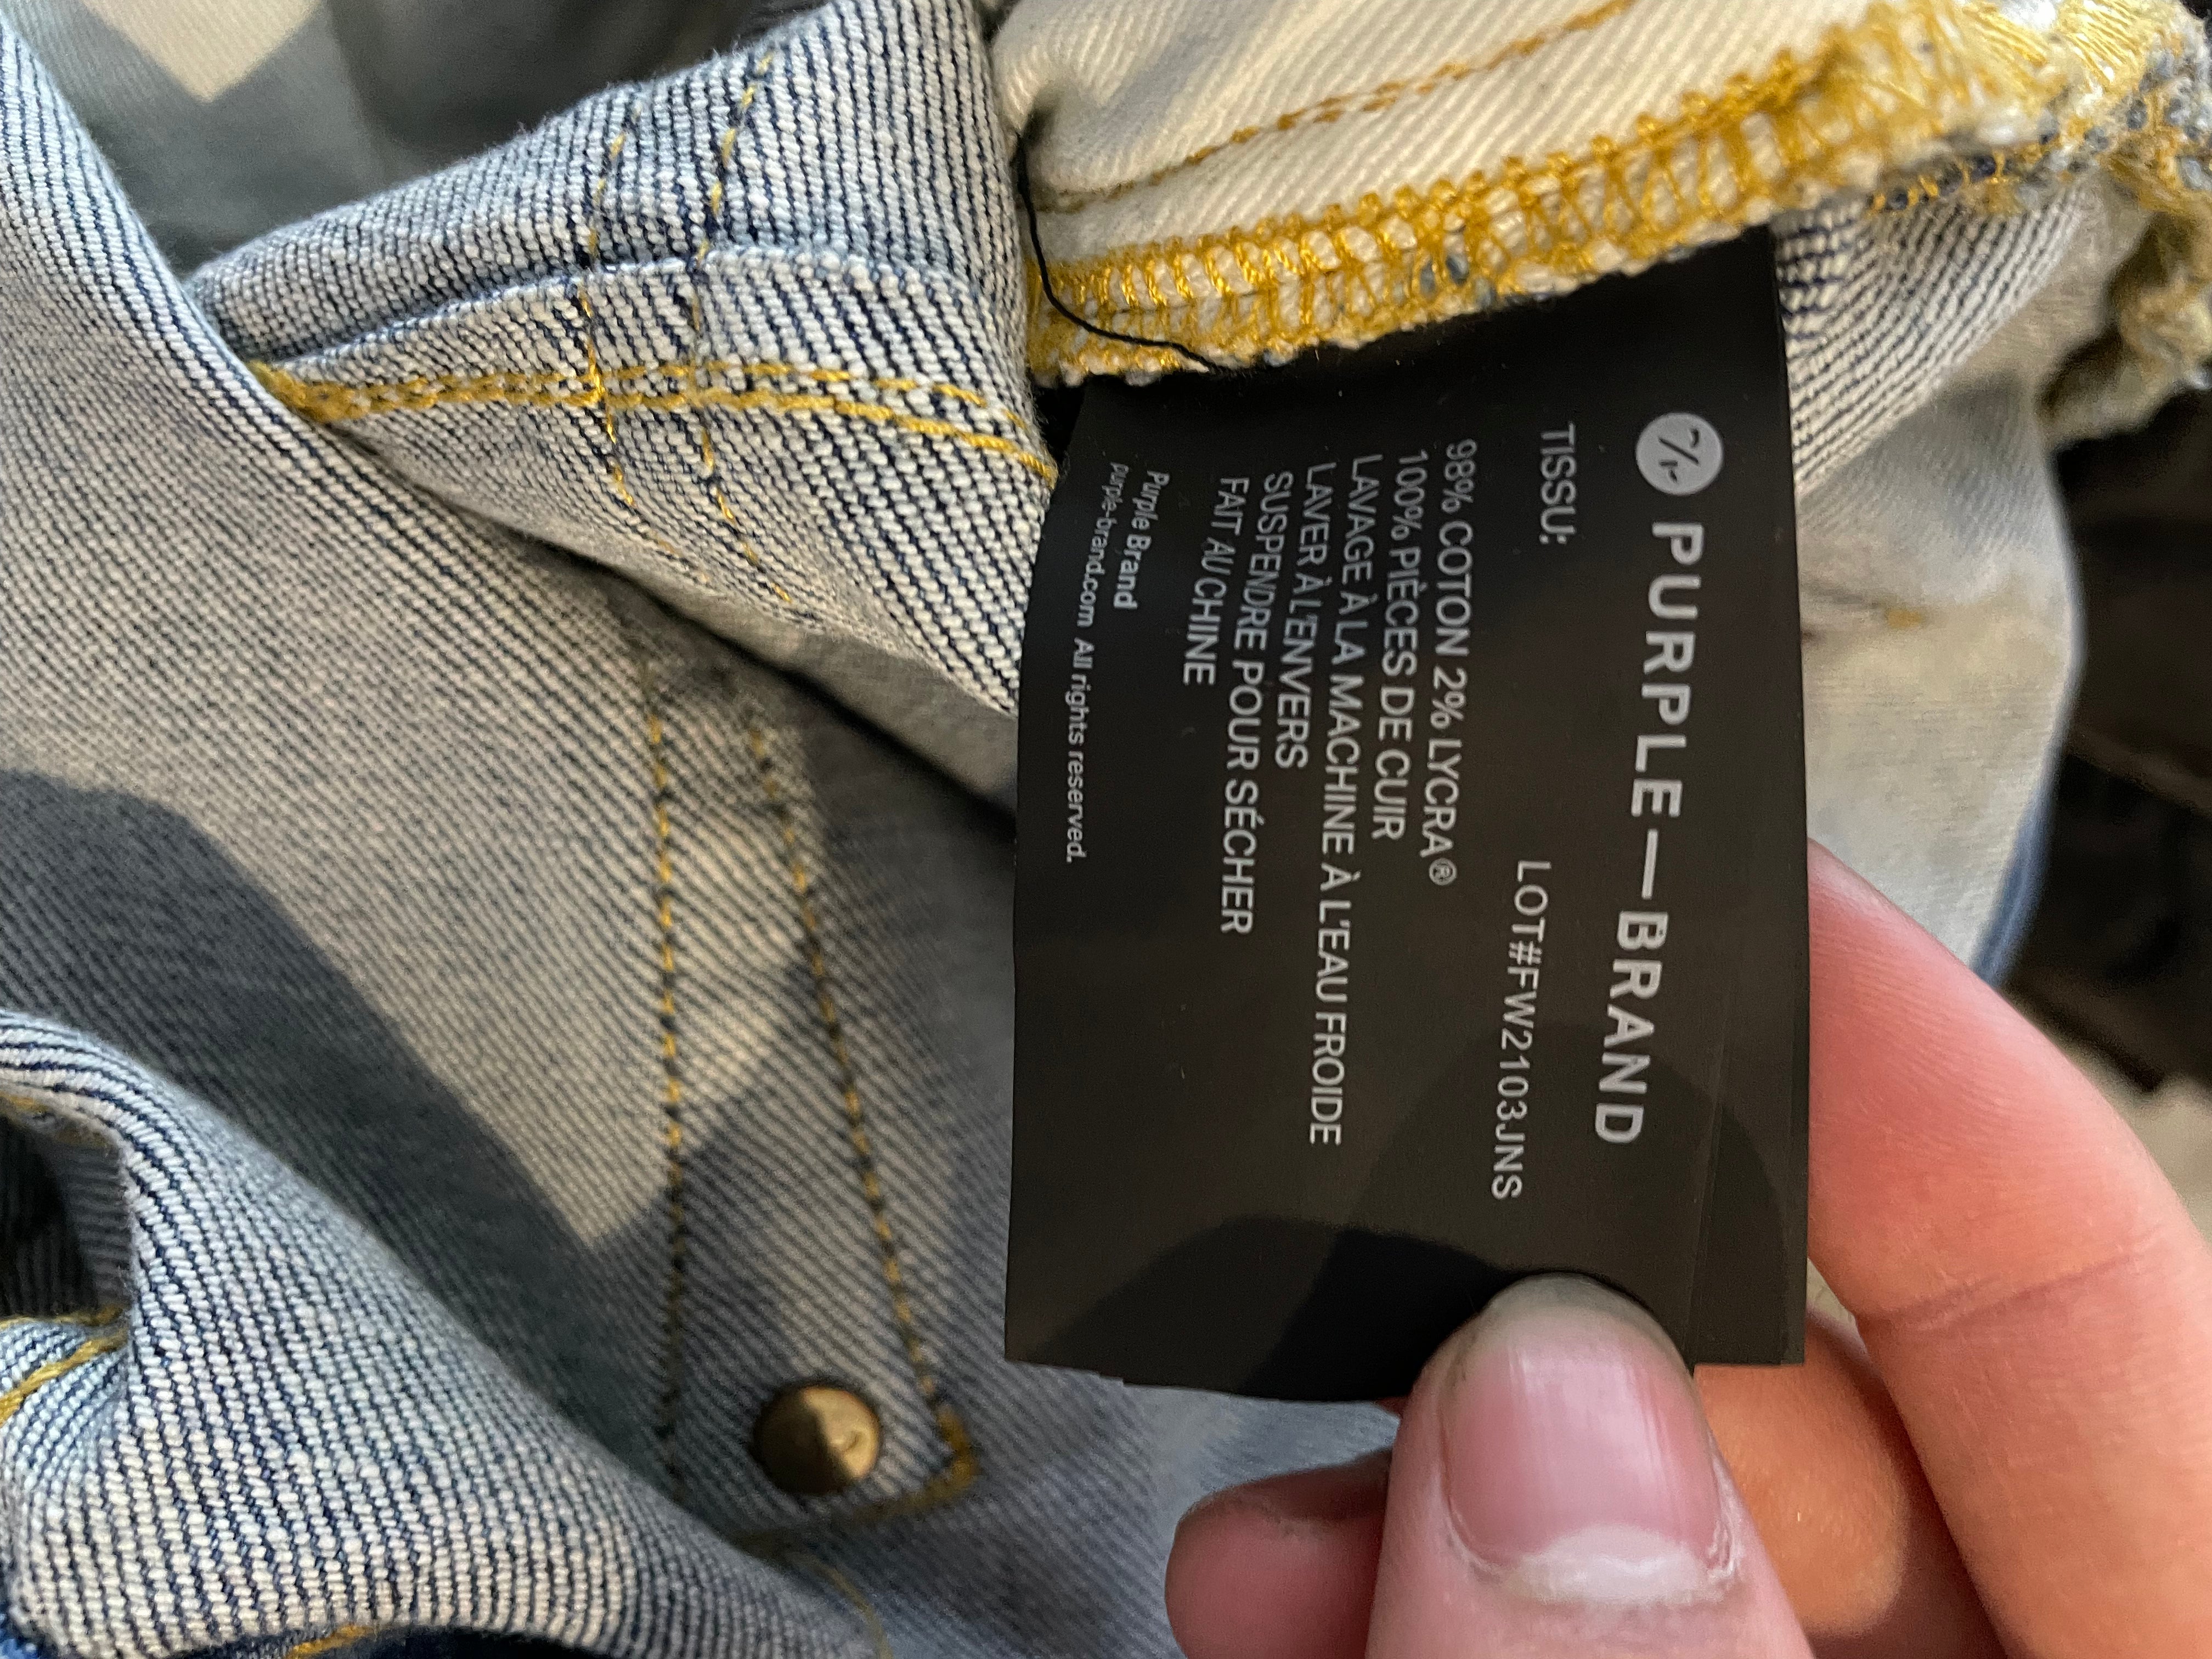 PURPLE—BRAND
TISSU:
LOT#FW2103JNS
98% COTON 2% LYCRA®
100% PIÈCES DE CUIR
LAVAGE À LA MACHINE À L'EAU FROIDE
LAVER À L'ENVERS
SUSPENDRE POUR SÉCHER
FAIT AU CHINE
Purple Brand
purple-brand.com All rights reserved.